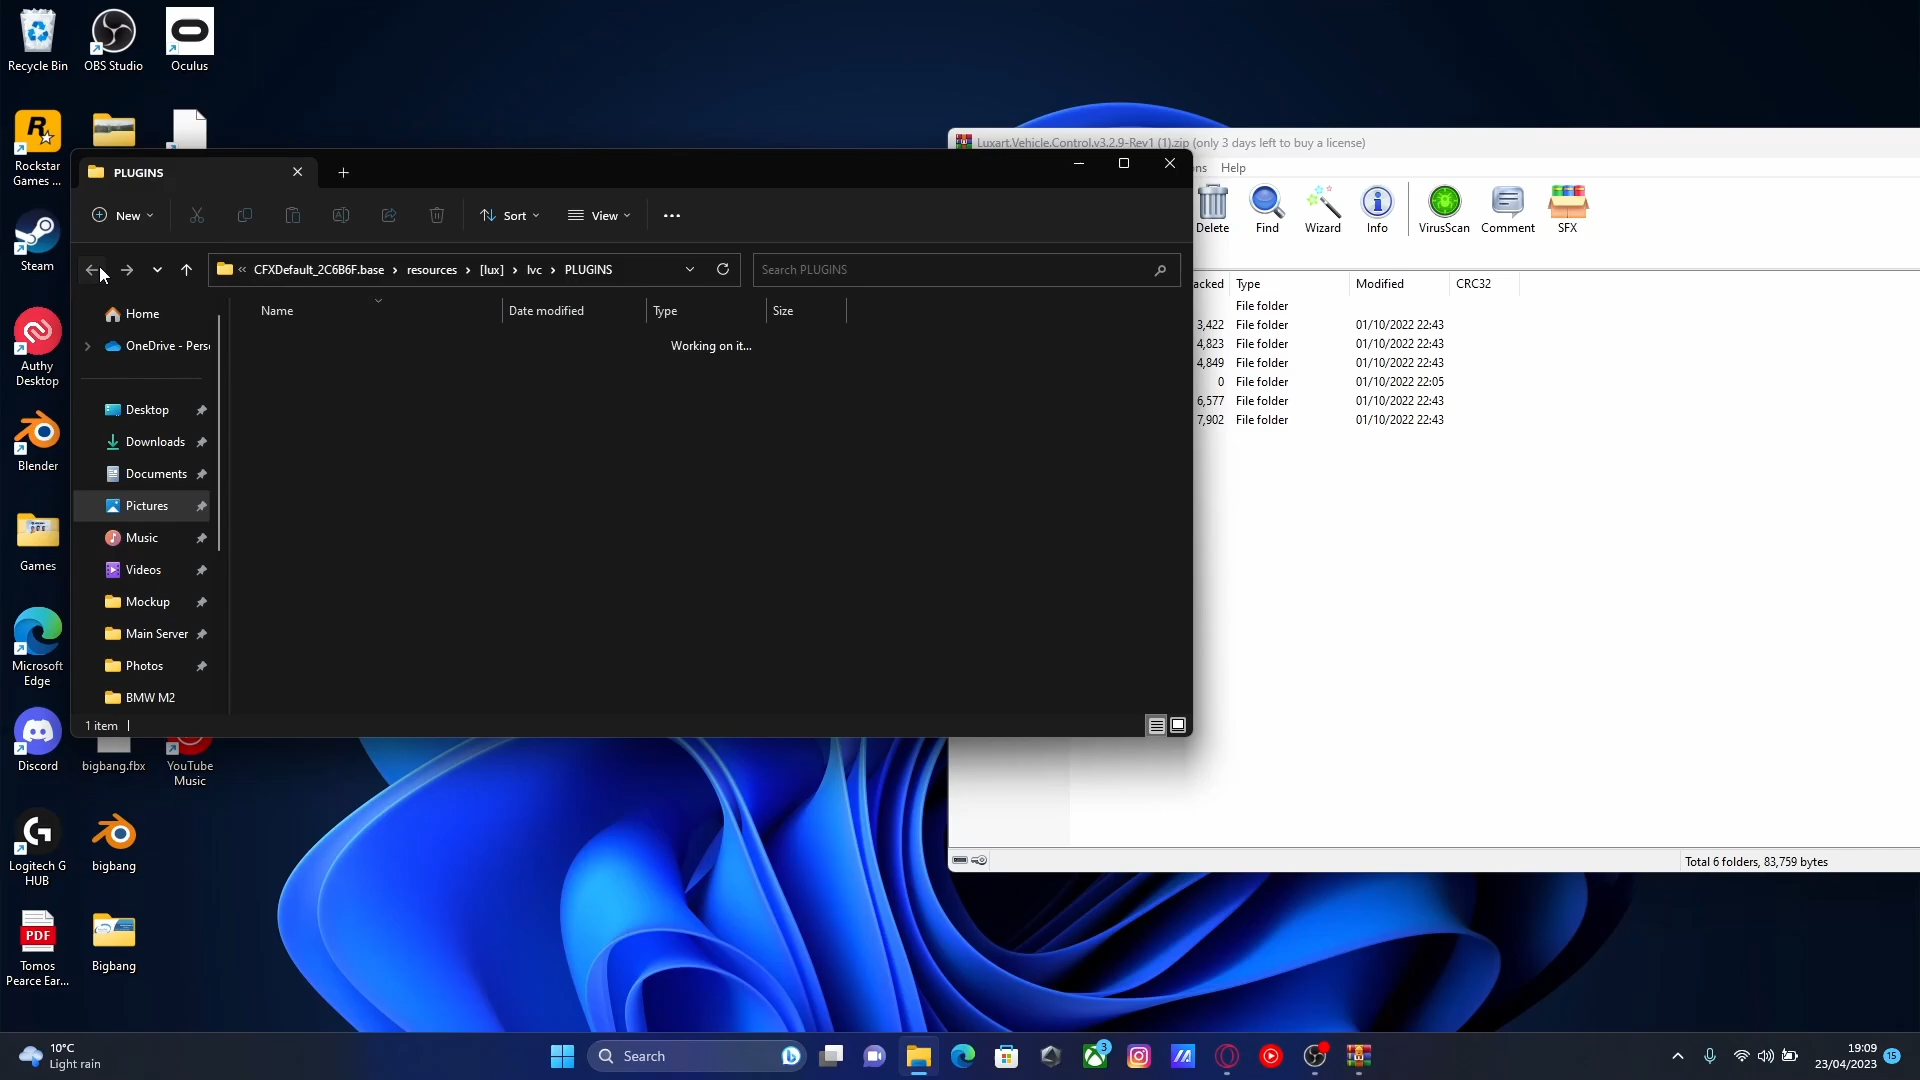 Recycle Bin
OBS Studio
Oculus
Rockstar
Games ...
Steam
Authy
Desktop
Blender
Games
Microsoft
Edge
Discord
bigbang.fbx
YouTube
Music
Logitech G
HUB
bigbang
PDF
Tomos
Pearce Ear...
Bigbang
PLUGINS
New
Sort
View
CFXDefault_2C6B6F.base › resources › [lux] › lvc › PLUGINS
Search PLUGINS
Name
Date modified
Type
Size
Working on it...
Home
OneDrive - Pers
Desktop
Downloads
Documents
Pictures
Music
Videos
Mockup
Main Server
Photos
BMW M2
1 item
Luxart.Vehicle.Control.v3.2.9-Rev1 (1).zip (only 3 days left to buy a license)
ns Help
Delete
Find
Wizard
Info
VirusScan
Comment
SFX
acked Type Modified CRC32
File folder
3,422 File folder 01/10/2022 22:43
4,823 File folder 01/10/2022 22:43
4,849 File folder 01/10/2022 22:43
0 File folder 01/10/2022 22:05
6,577 File folder 01/10/2022 22:43
7,902 File folder 01/10/2022 22:43
Total 6 folders, 83,759 bytes
10°C
Light rain
Search
3
19:09
23/04/2023
15